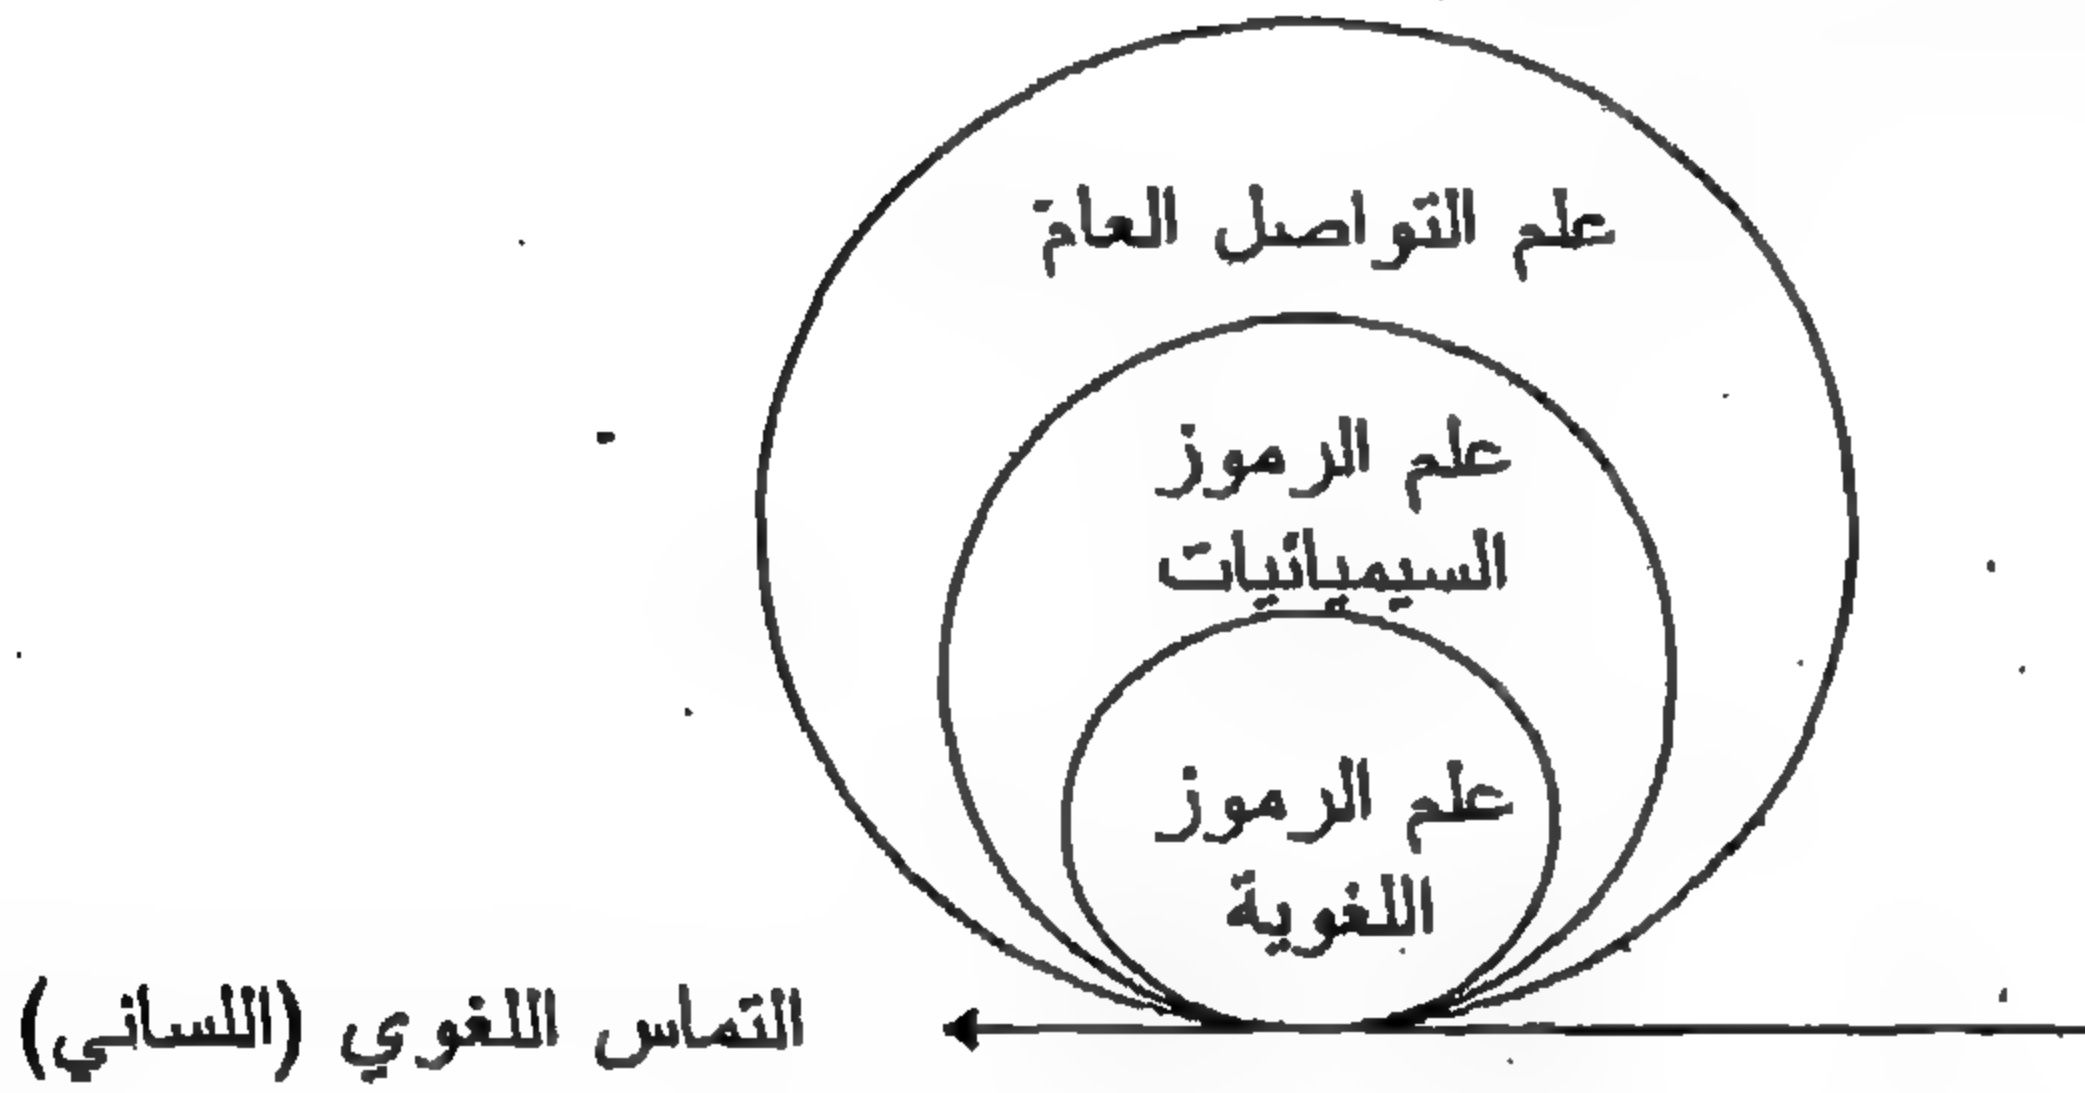 علم التواصل العامّ
علم الرموز
السيميائيات
علم الرموز
اللغوية
التماس اللغوي (اللساني)